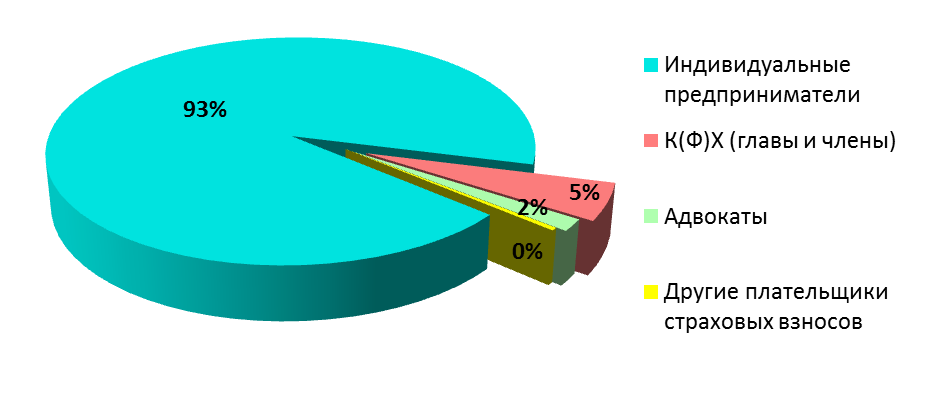 93%
5%
2%
0%
Индивидуальные
предприниматели
К(Ф)Х (главы и члены)
Адвокаты
Другие плательщики
страховых взносов